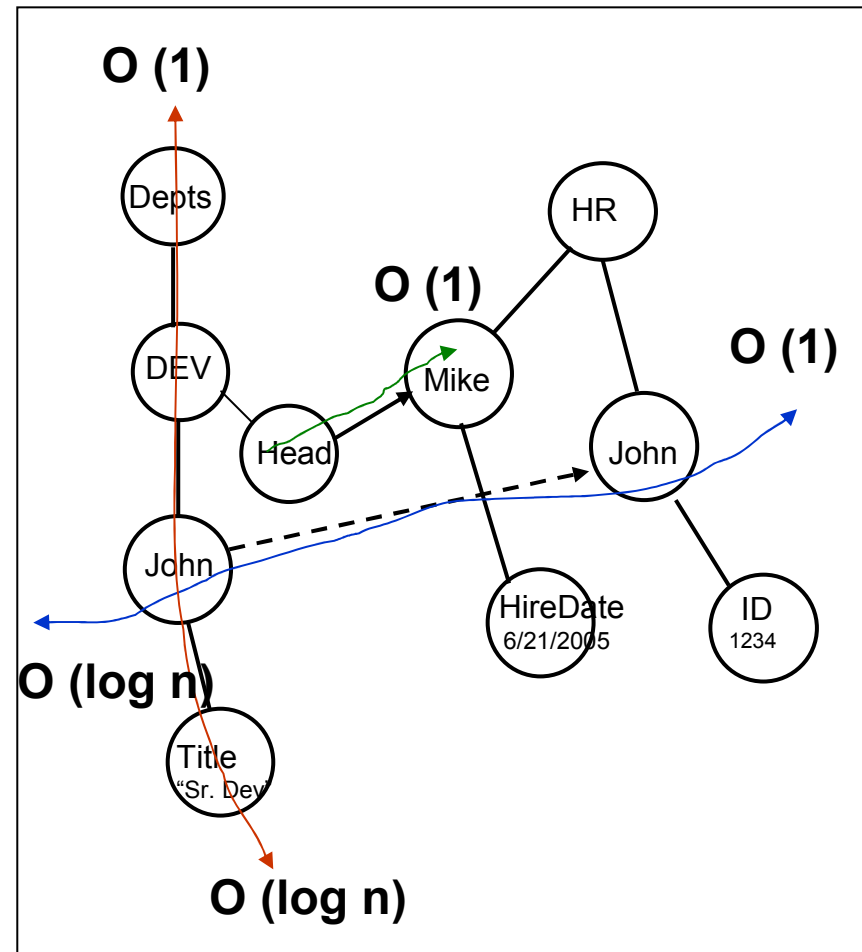 O (1)
Depts
HR
O (1)
O (1)
DEV
Mike
Head
John
John
HireDate
6/21/2005
ID
1234
O (log n)
Title
“Sr. Dev”
O (log n)